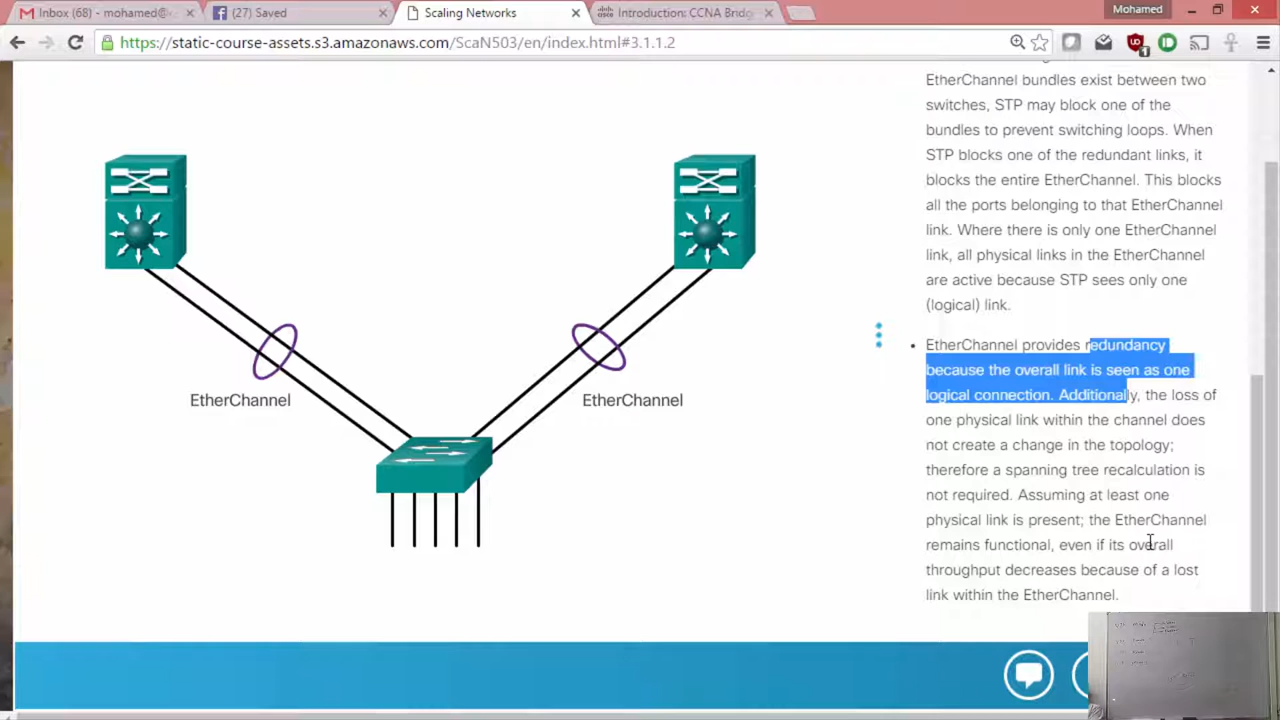 Inbox (68) - mohamed@
(27) Saved
Scaling Networks
Introduction: CCNA Bridg
Mohamed
https://static-course-assets.s3.amazonaws.com/ScaN503/en/index.html#3.1.1.2
EtherChannel bundles exist between two
switches, STP may block one of the
bundles to prevent switching loops. When
STP blocks one of the redundant links, it
blocks the entire EtherChannel. This blocks
all the ports belonging to that EtherChannel
link. Where there is only one EtherChannel
link, all physical links in the EtherChannel
are active because STP sees only one
(logical) link.
• EtherChannel provides redundancy
because the overall link is seen as one
logical connection. Additionally, the loss of
one physical link within the channel does
not create a change in the topology;
therefore a spanning tree recalculation is
not required. Assuming at least one
physical link is present; the EtherChannel
remains functional, even if its overall
throughput decreases because of a lost
link within the EtherChannel.
EtherChannel
EtherChannel